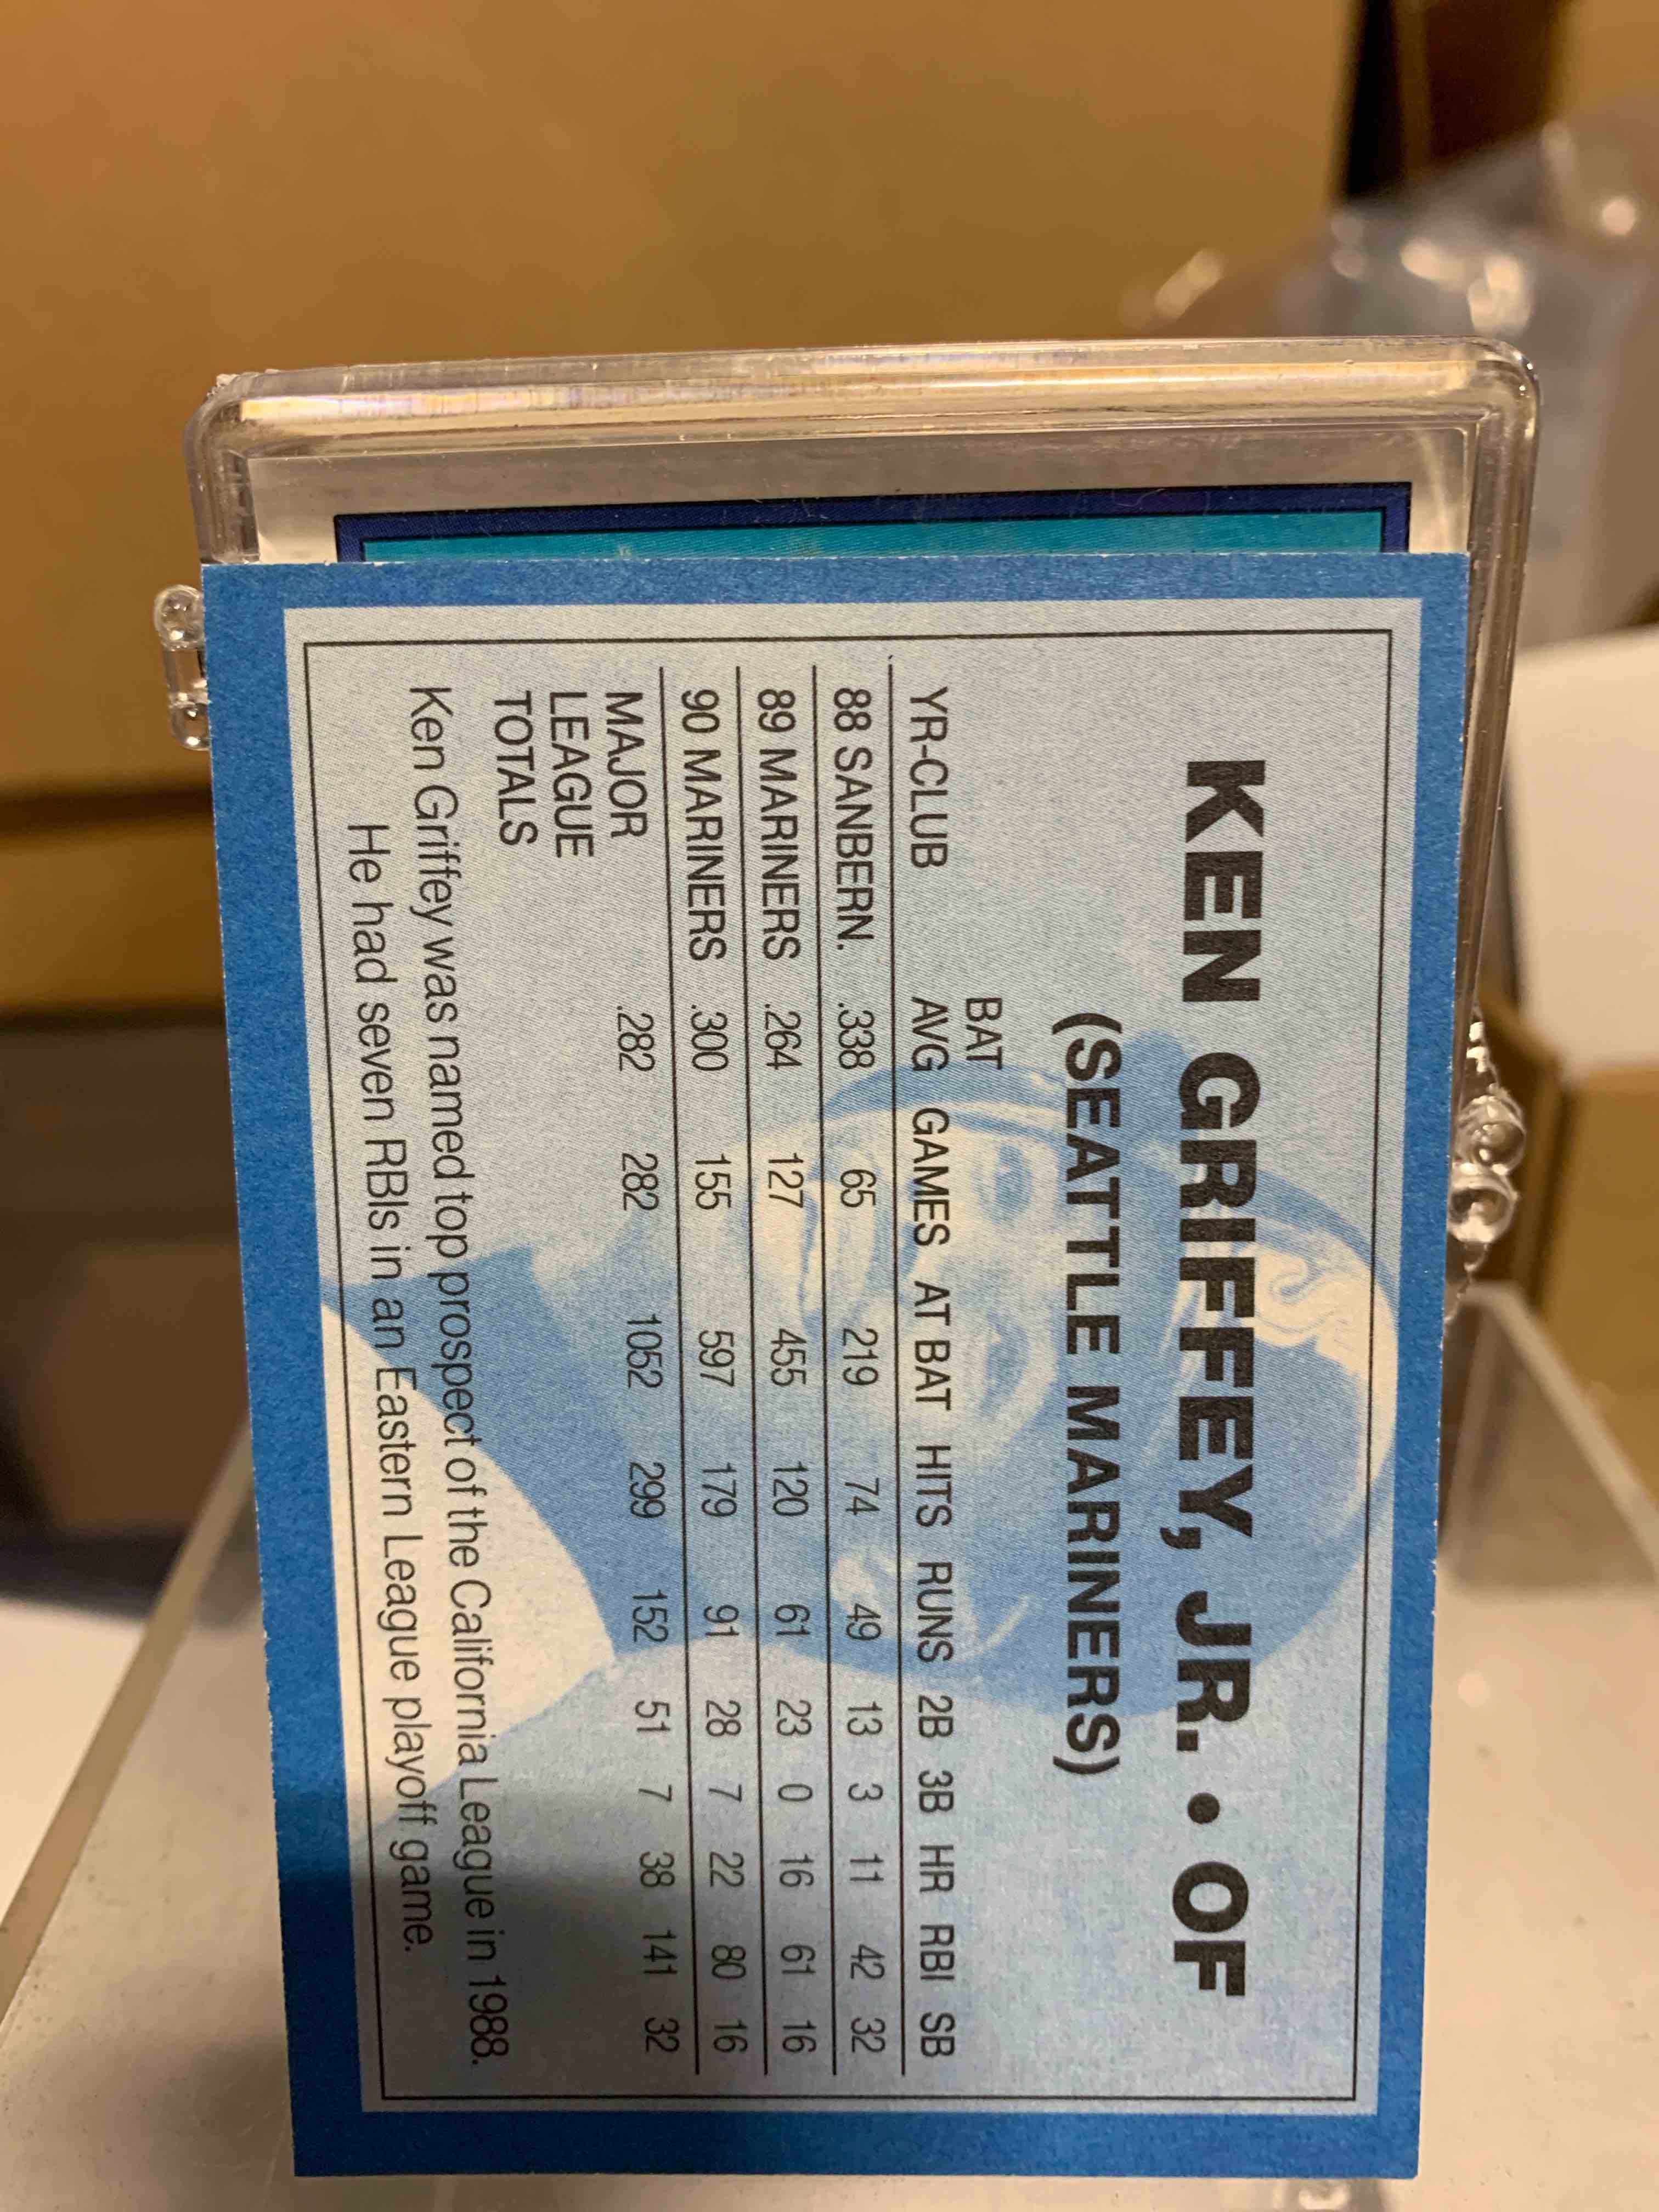 KEN GRIFFEY, JR. • OF
(SEATTLE MARINERS)
BAT
YR-CLUB AVG GAMES AT BAT HITS RUNS 2B 3B HR RBI SB
88 SANBERN. .338 65 219 74 49 13 3 11 42 32
89 MARINERS .264 127 455 120 61 23 0 16 61 16
90 MARINERS .300 155 597 179 91 28 7 22 80 16
MAJOR .282 282 1052 299 152 51 7 38 141 32
LEAGUE
TOTALS
Ken Griffey was named top prospect of the California League in 1988.
He had seven RBIs in an Eastern League playoff game.